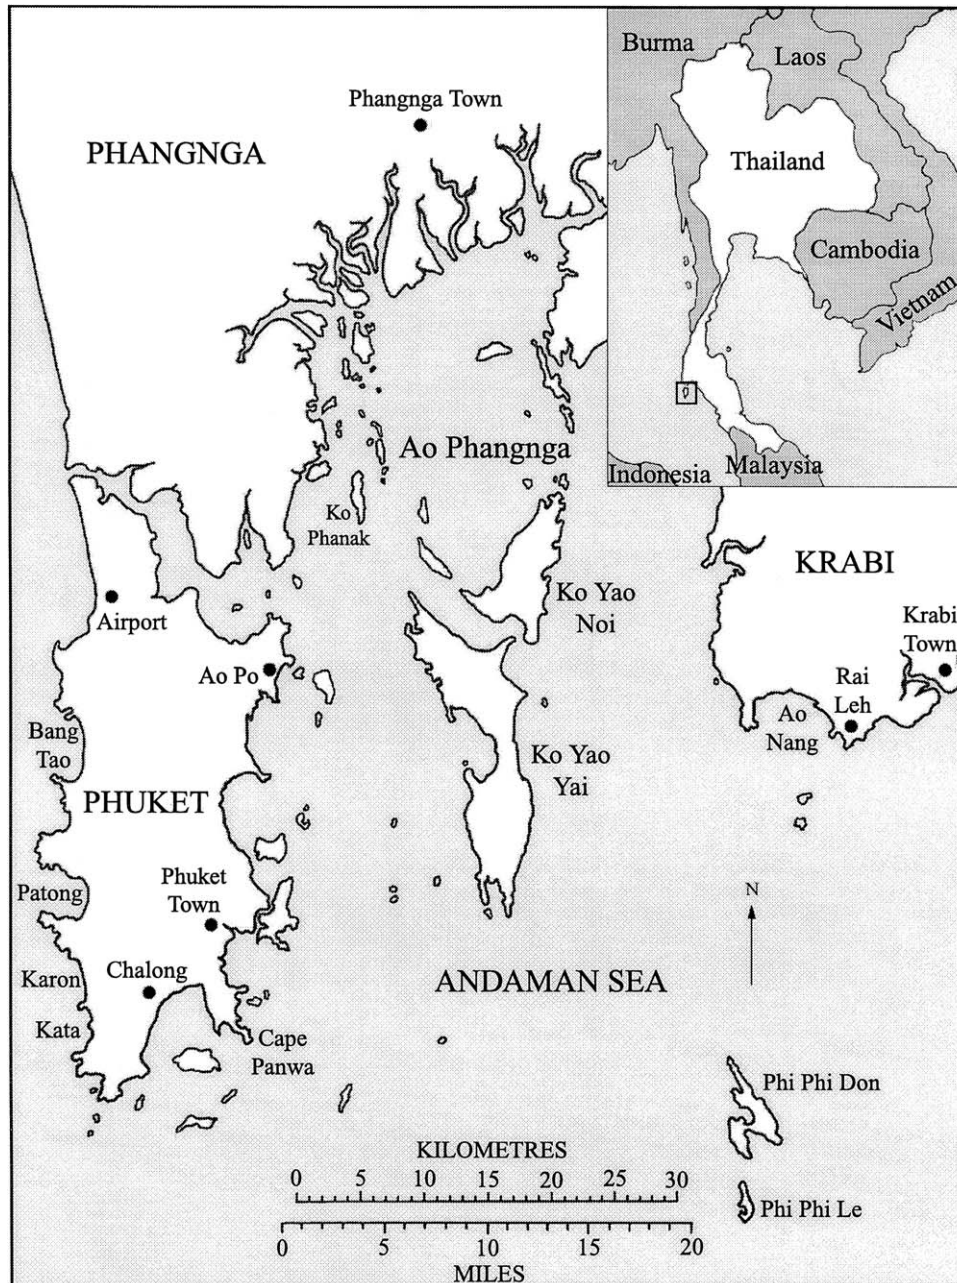 Burma
Laos
Phangnga Town
PHANGNGA
Thailand
Cambodia
Vietnam
Ao Phangnga
Indonesia
Malaysia
Ko
Phanak
KRABI
Ko Yao
Noi
Airport
Krabi
Town
Ao Po
Rai
Leh
Ao
Nang
Bang
Tao
Ko Yao
Yai
PHUKET
Phuket
Town
Patong
N
Karon
Chalong
ANDAMAN SEA
Kata
Cape
Panwa
Phi Phi Don
KILOMETRES
0 5 10 15 20 25 30
Phi Phi Le
0 5 10 15 20
MILES